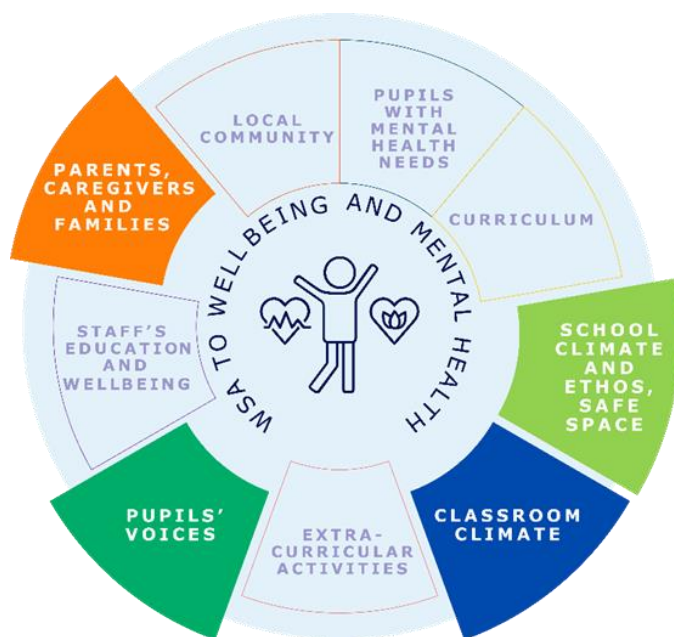 LOCAL
COMMUNITY
PUPILS
WITH
MENTAL
HEALTH
NEEDS
CURRICULUM
SCHOOL
CLIMATE
AND
ETHOS,
SAFE
SPACE
CLASSROOM
CLIMATE
EXTRA-
CURRICULAR
ACTIVITIES
PUPILS'
VOICES
STAFF'S
EDUCATION
AND
WELLBEING
PARENTS,
CAREGIVERS
AND
FAMILIES
WSA TO WELLBEING AND MENTAL HEALTH